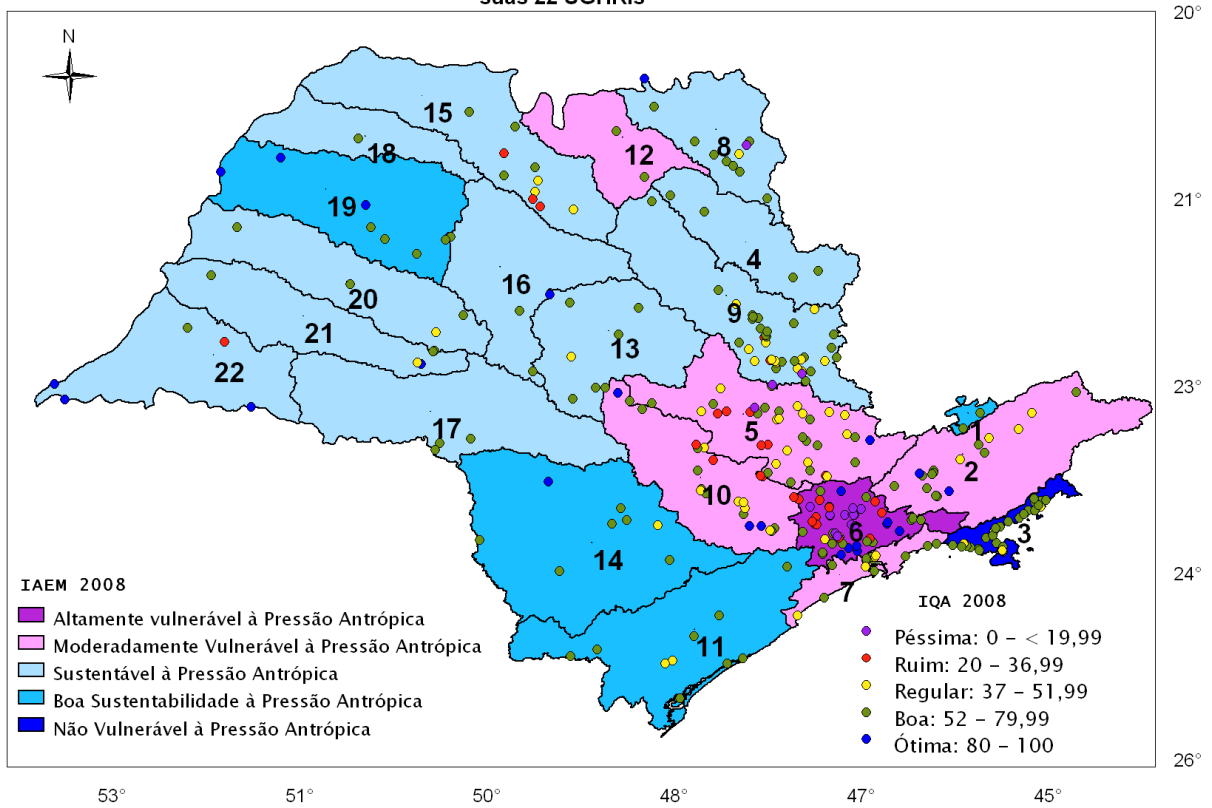 suas 22 UGHRIs
N
20°
21°
23°
24°
26°
53°
51°
50°
48°
47°
45°
15
18
12
8
19
4
16
20
9
21
13
22
17
5
1
2
10
6
3
14
7
11
IAEM 2008
Altamente vulnerável à Pressão Antrópica
Moderadamente Vulnerável à Pressão Antrópica
Sustentável à Pressão Antrópica
Boa Sustentabilidade à Pressão Antrópica
Não Vulnerável à Pressão Antrópica
IQA 2008
Péssima: 0 – < 19,99
Ruim: 20 – 36,99
Regular: 37 – 51,99
Boa: 52 – 79,99
Ótima: 80 – 100